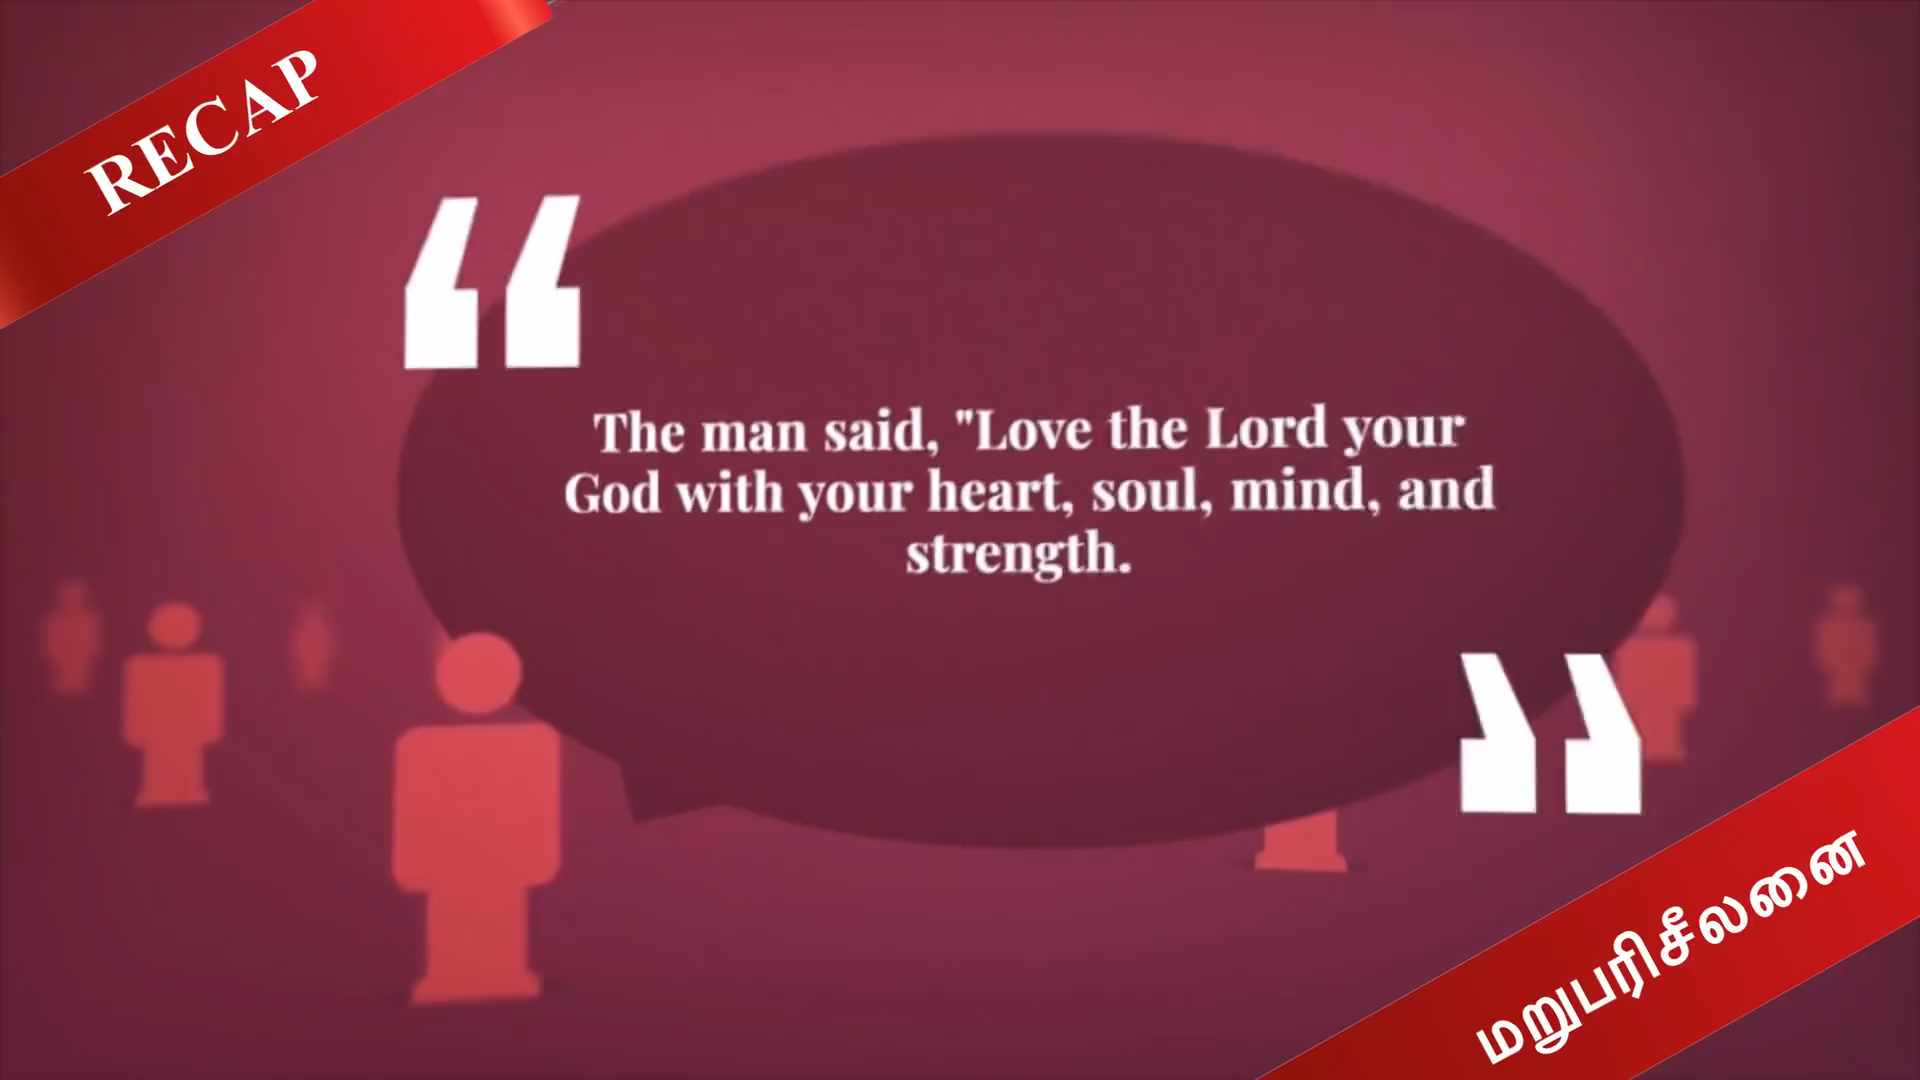 RECAP
The man said, "Love the Lord your
God with your heart, soul, mind, and
strength.
மறுபரிசீலனை